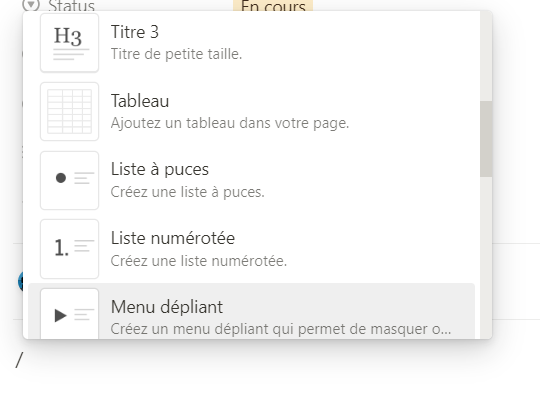 Status En cours
H3 Titre 3
Titre de petite taille.
Tableau
Ajoutez un tableau dans votre page.
Liste à puces
Créez une liste à puces.
1. Liste numérotée
Créez une liste numérotée.
Menu dépliant
Créez un menu dépliant qui permet de masquer o...
/